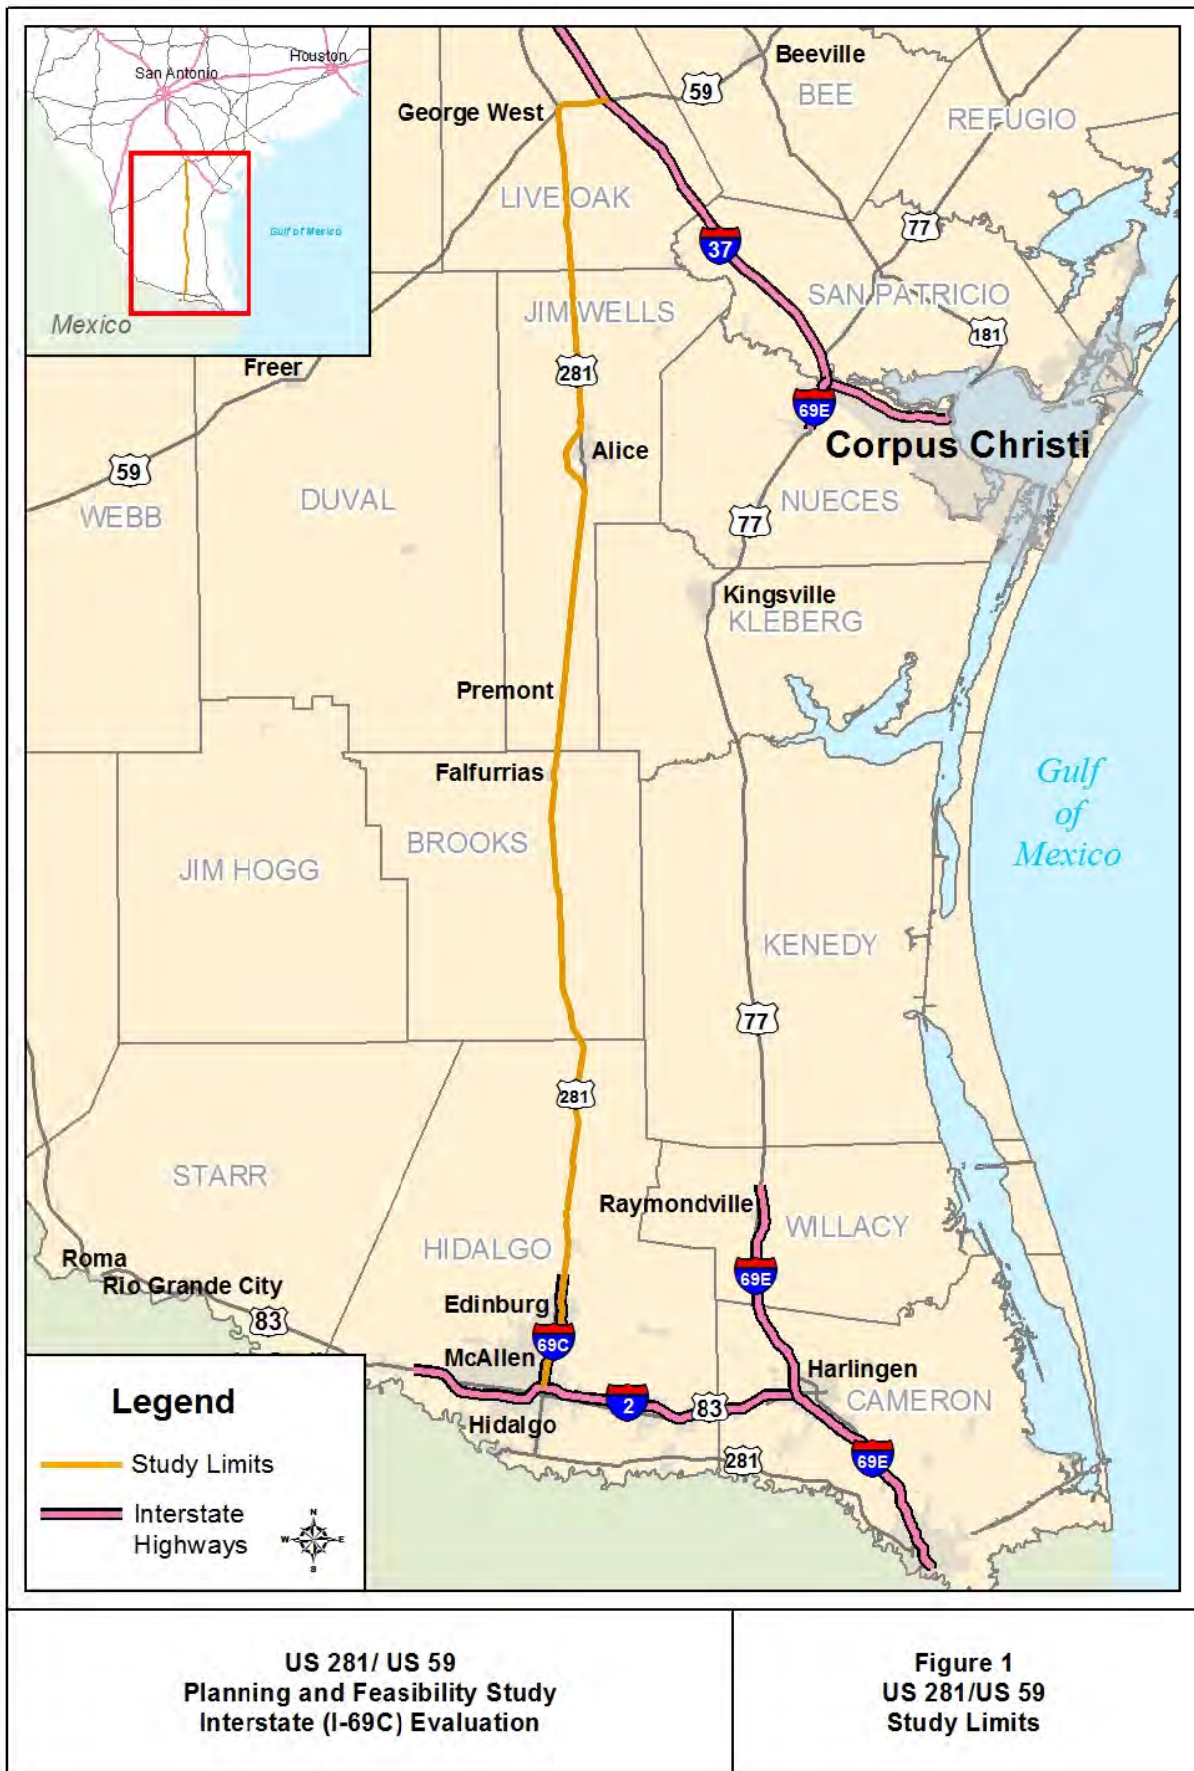 San Antonio
Houston
Gulf of Mexico
Mexico
Beeville
BEE
59
George West
REFUGIO
LIVE OAK
77
37
SAN PATRICIO
JIM WELLS
181
Freer
281
69E
Corpus Christi
Alice
59
DUVAL
NUECES
WEBB
77
Kingsville
KLEBERG
Premont
Falfurrias
Gulf
of
Mexico
BROOKS
JIM HOGG
KENEDY
77
281
STARR
Raymondville
WILLACY
HIDALGO
Roma
Rio Grande City
69E
Edinburg
83
69C
McAllen
Harlingen
CAMERON
2
83
Hidalgo
281
69E
Legend
Study Limits
Interstate
Highways
N
W E
S
US 281/ US 59
Planning and Feasibility Study
Interstate (I-69C) Evaluation
Figure 1
US 281/US 59
Study Limits